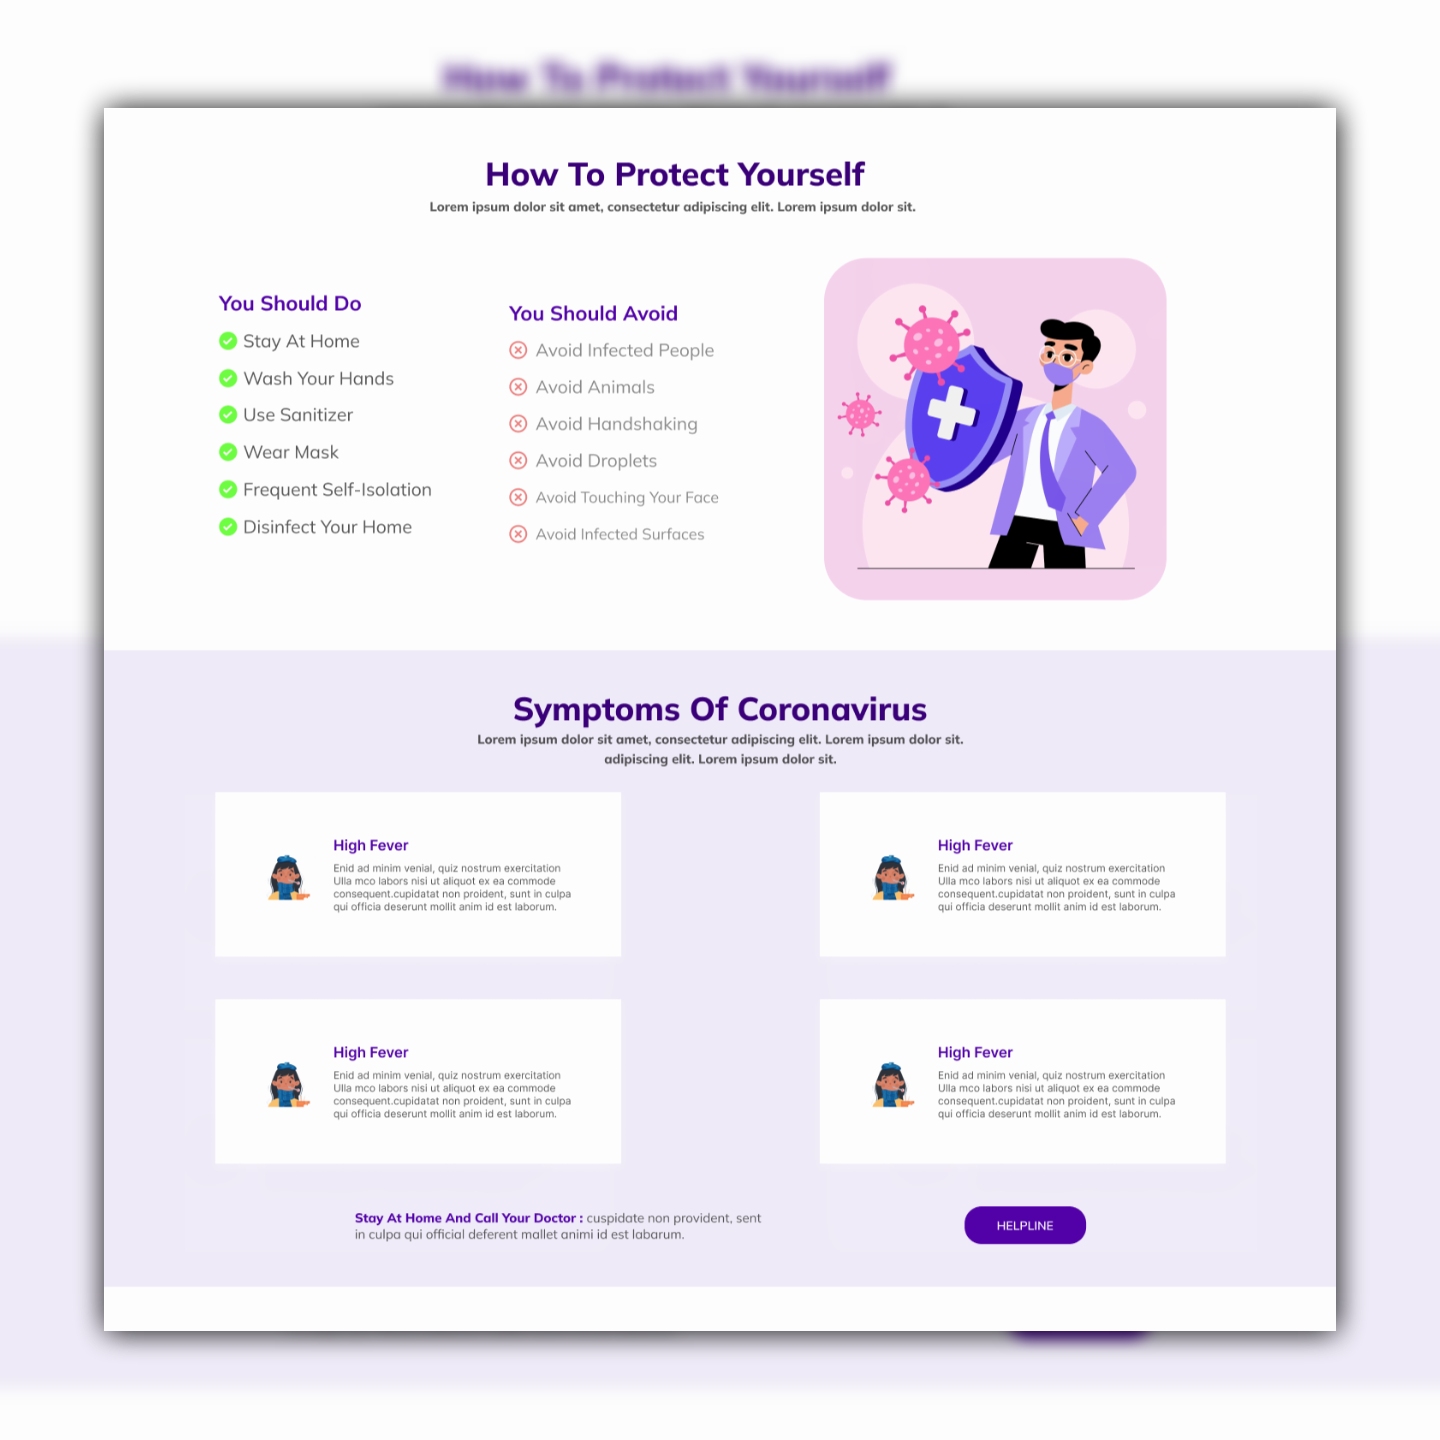 How To Protect Yourself
How To Protect Yourself
Lorem ipsum dolor sit amet, consectetur adipiscing elit. Lorem ipsum dolor sit.
You Should Do
Stay At Home
Wash Your Hands
Use Sanitizer
Wear Mask
Frequent Self-Isolation
Disinfect Your Home
You Should Avoid
Avoid Infected People
Avoid Animals
Avoid Handshaking
Avoid Droplets
Avoid Touching Your Face
Avoid Infected Surfaces
Symptoms Of Coronavirus
Lorem ipsum dolor sit amet, consectetur adipiscing elit. Lorem ipsum dolor sit.
adipiscing elit. Lorem ipsum dolor sit.
High Fever
Enid ad minim venial, quiz nostrum exercitation
Ulla mco labors nisi ut aliquot ex ea commode
consequent.cupidatat non proident, sunt in culpa
qui officia deserunt mollit anim id est laborum.
High Fever
Enid ad minim venial, quiz nostrum exercitation
Ulla mco labors nisi ut aliquot ex ea commode
consequent.cupidatat non proident, sunt in culpa
qui officia deserunt mollit anim id est laborum.
High Fever
Enid ad minim venial, quiz nostrum exercitation
Ulla mco labors nisi ut aliquot ex ea commode
consequent.cupidatat non proident, sunt in culpa
qui officia deserunt mollit anim id est laborum.
High Fever
Enid ad minim venial, quiz nostrum exercitation
Ulla mco labors nisi ut aliquot ex ea commode
consequent.cupidatat non proident, sunt in culpa
qui officia deserunt mollit anim id est laborum.
Stay At Home And Call Your Doctor : cuspidate non provident, sent
in culpa qui official deferent mallet animi id est labarum.
HELPLINE